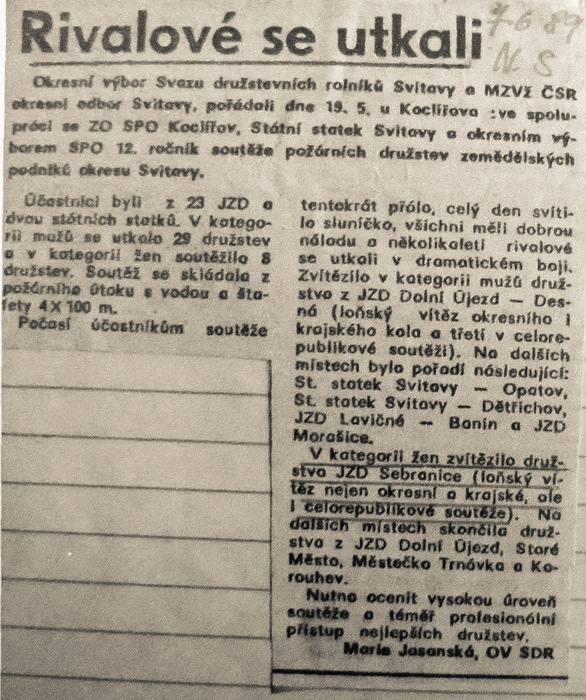 Rivalové se utkali
7 6 89
N S
Okresní výbor Svazu družstevních rolníků Svitavy a MZVž ČSR
okresní odbor Svitavy, pořádali dne 19. 5. u Koclířova :ve spolu-
práci se ZO SPO Koclířov, Státní statek Svitavy a okresním vý-
borem SPO 12. ročník soutěže požárních družstev zemědělských
podniků okresu Svitavy.
Účastníci byli z 23 JZD a
dvou státních statků. V katego-
rii mužů se utkalo 29 družstev
a v kategorii žen soutěžilo 8
družstev. Soutěž se skládala z
požárního útoku s vodou a šta-
fety 4X100 m.
Počasí účastníkům soutěže
tentokrát přálo, celý den svíti-
lo sluníčko, všichni měli dobrou
náladu a několikaletí rivalové
se utkali v dramatickém boji.
Zvítězilo v kategorii mužů druž-
stvo z JZD Dolní Újezd — Des-
ná (loňský vítěz okresního i
krajského kola a třetí v celore-
publikové soutěži). Na dalších
místech bylo pořadí následující:
St. statek Svitavy — Opatov,
St. statek Svitavy — Dětřichov,
JZD Lavičné — Banín a JZD
Morašice.
V kategorii žen zvítězilo druž-
stvo JZD Sebranice (loňský ví-
těz nejen okresní a krajské, ale
i celorepublikové soutěže). Na
dalších místech skončila druž-
stva z JZD Dolní Újezd, Staré
Město, Městečko Trnávka a Ko-
rouhev.
Nutno ocenit vysokou úroveň
soutěže a téměř profesionální
přístup nejlepších družstev.
Marie Jasanská, OV SDR